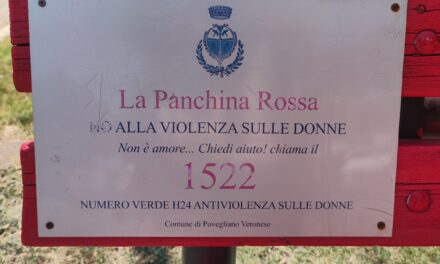 La Panchina Rossa
NO ALLA VIOLENZA SULLE DONNE
Non è amore... Chiedi aiuto! chiama il
1522
NUMERO VERDE H24 ANTIVIOLENZA SULLE DONNE
Comune di Povegliano Veronese